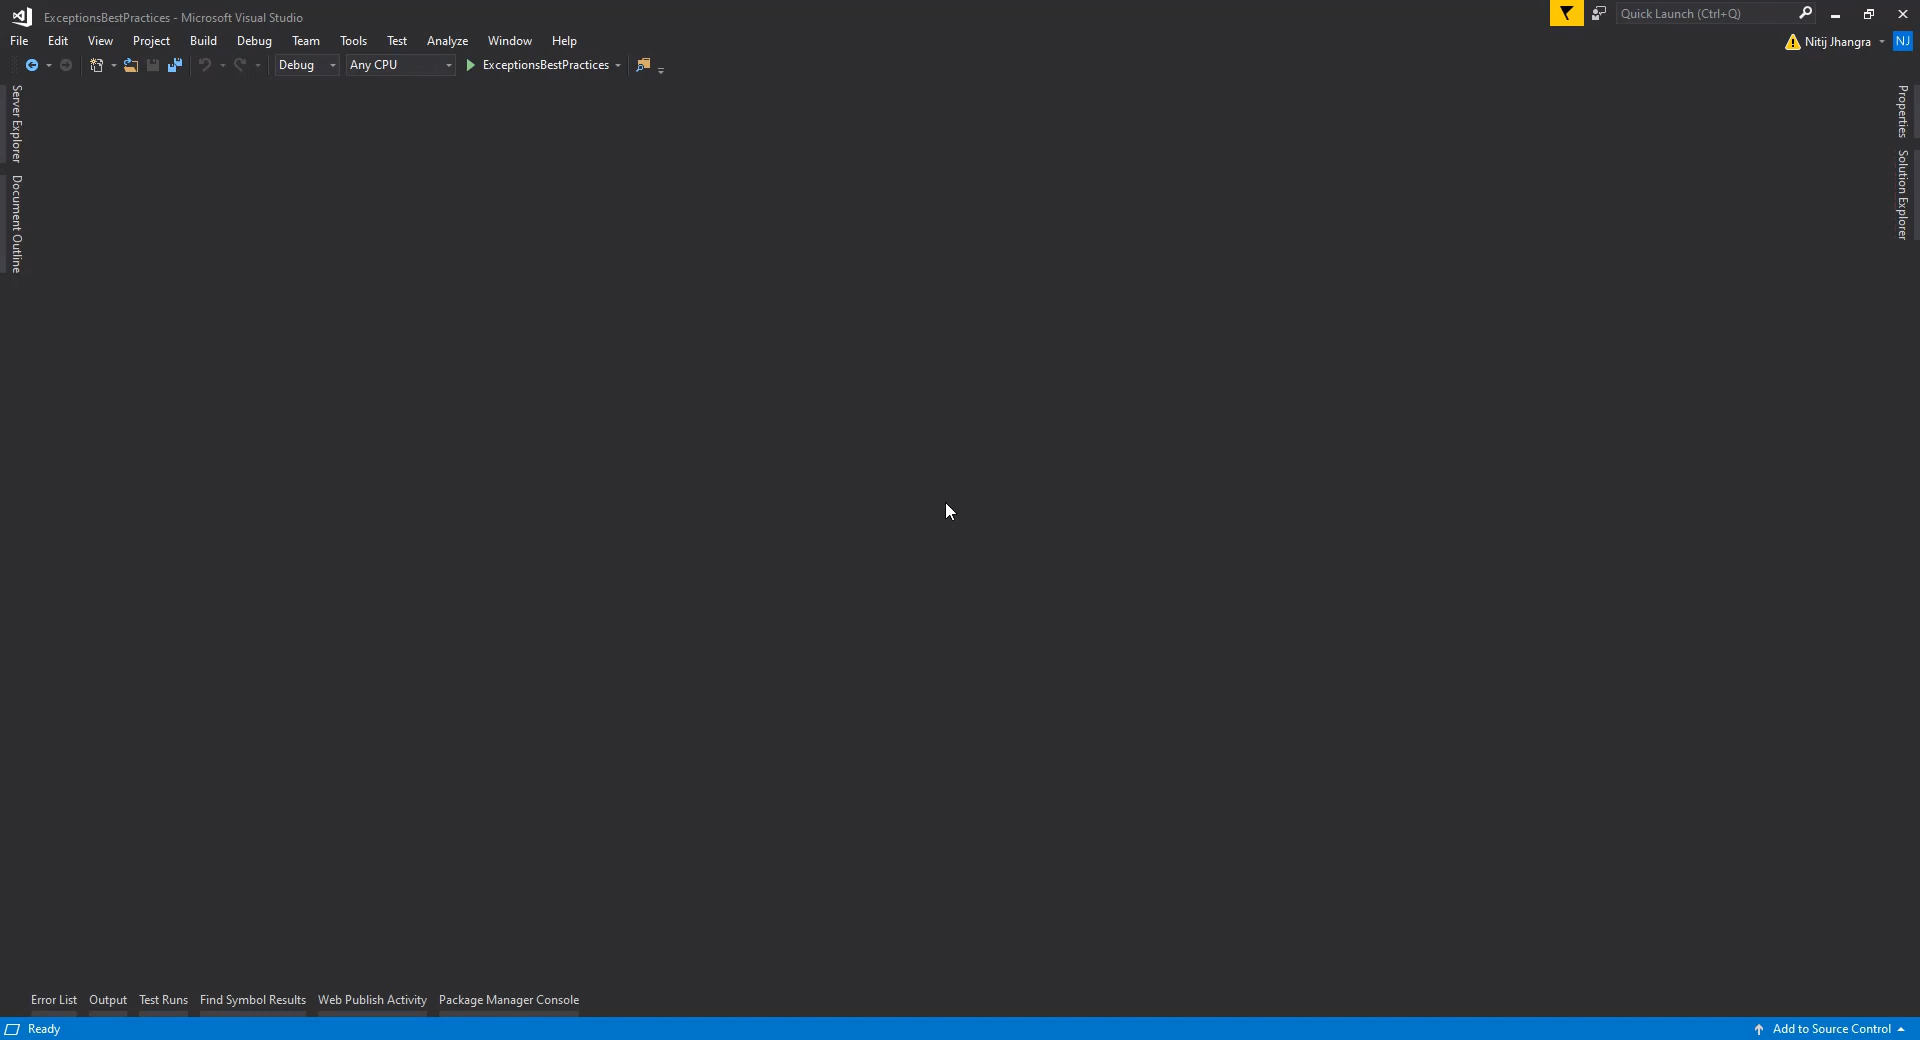 ExceptionsBestPractices - Microsoft Visual Studio
Quick Launch (Ctrl+Q)
File Edit View Project Build Debug Team Tools Test Analyze Window Help
Nitij Jhangra NJ
Debug Any CPU ExceptionsBestPractices
Server Explorer
Document Outline
Properties
Solution Explorer
Error List Output Test Runs Find Symbol Results Web Publish Activity Package Manager Console
Ready
Add to Source Control